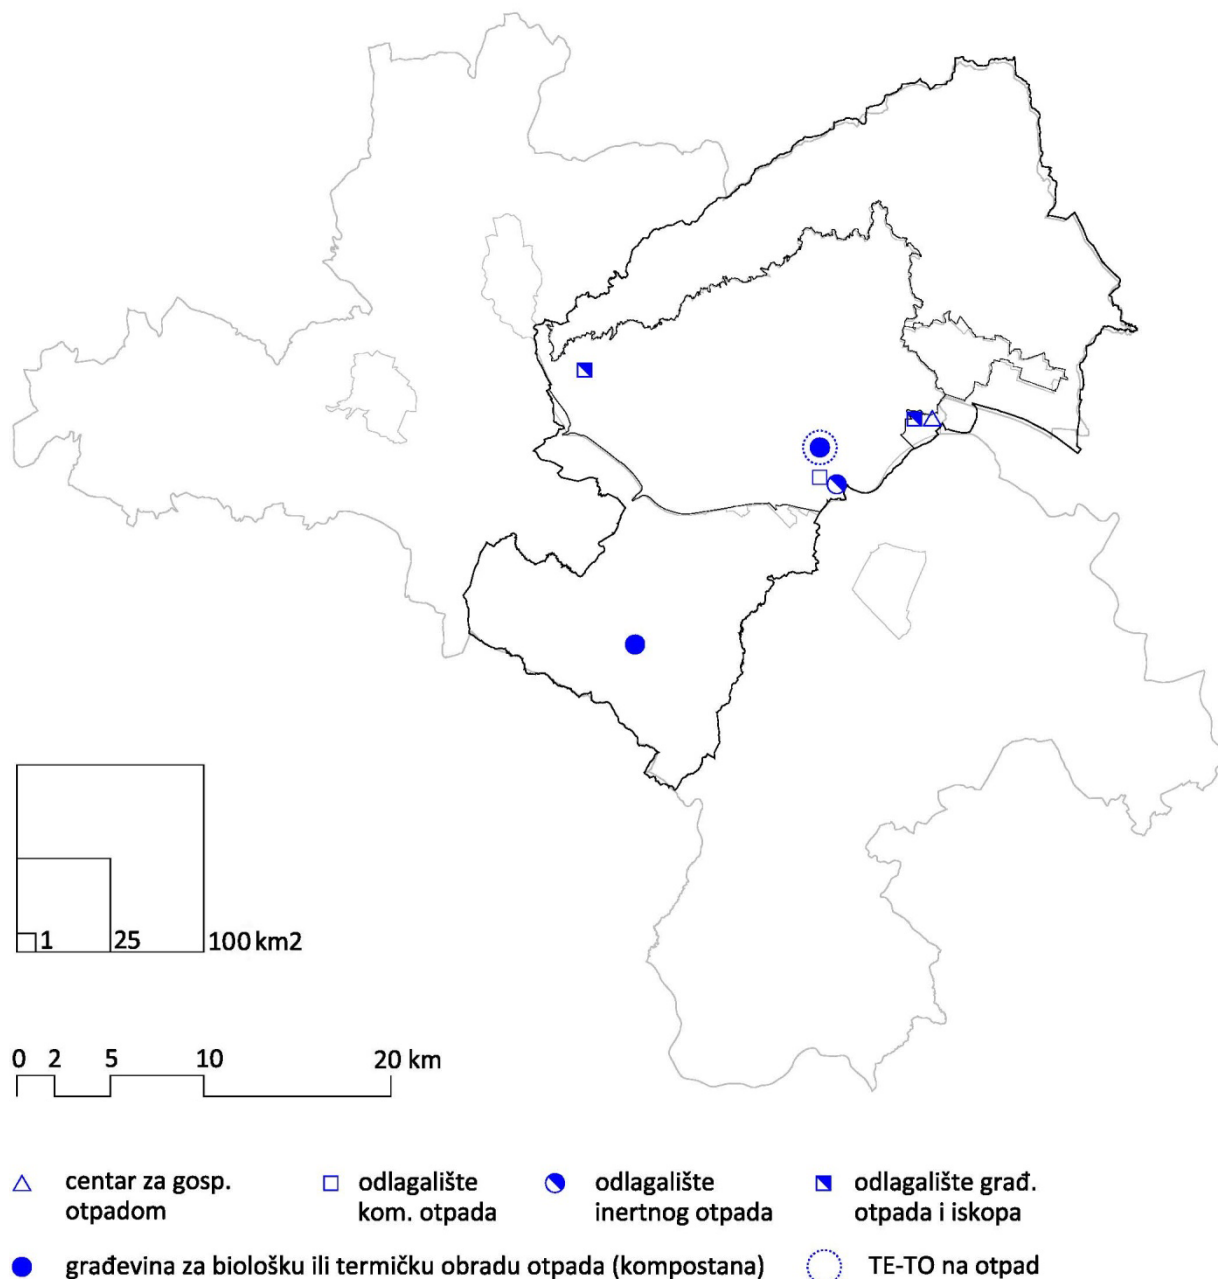 1
25
100 km2
0 2 5 10 20 km
centar za gosp.
otpadom
odlagalište
kom. otpada
odlagalište
inertnog otpada
odlagalište građ.
otpada i iskopa
građevina za biološku ili termičku obradu otpada (kompostana)
TE-TO na otpad